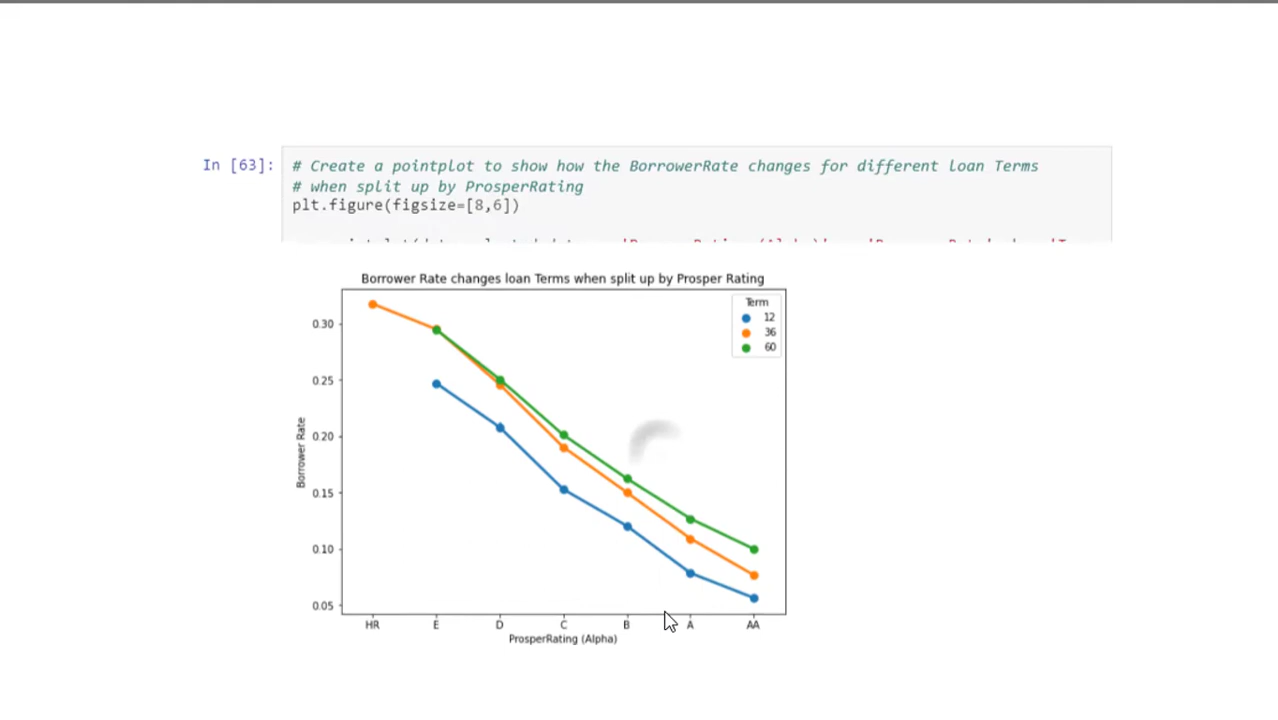 In [63]:
# Create a pointplot to show how the BorrowerRate changes for different loan Terms
# when split up by ProsperRating
plt.figure(figsize=[8,6])
Borrower Rate changes loan Terms when split up by Prosper Rating
Term
12
36
60
0.30
0.25
0.20
0.15
0.10
0.05
Borrower Rate
HR E D C B A AA
ProsperRating (Alpha)